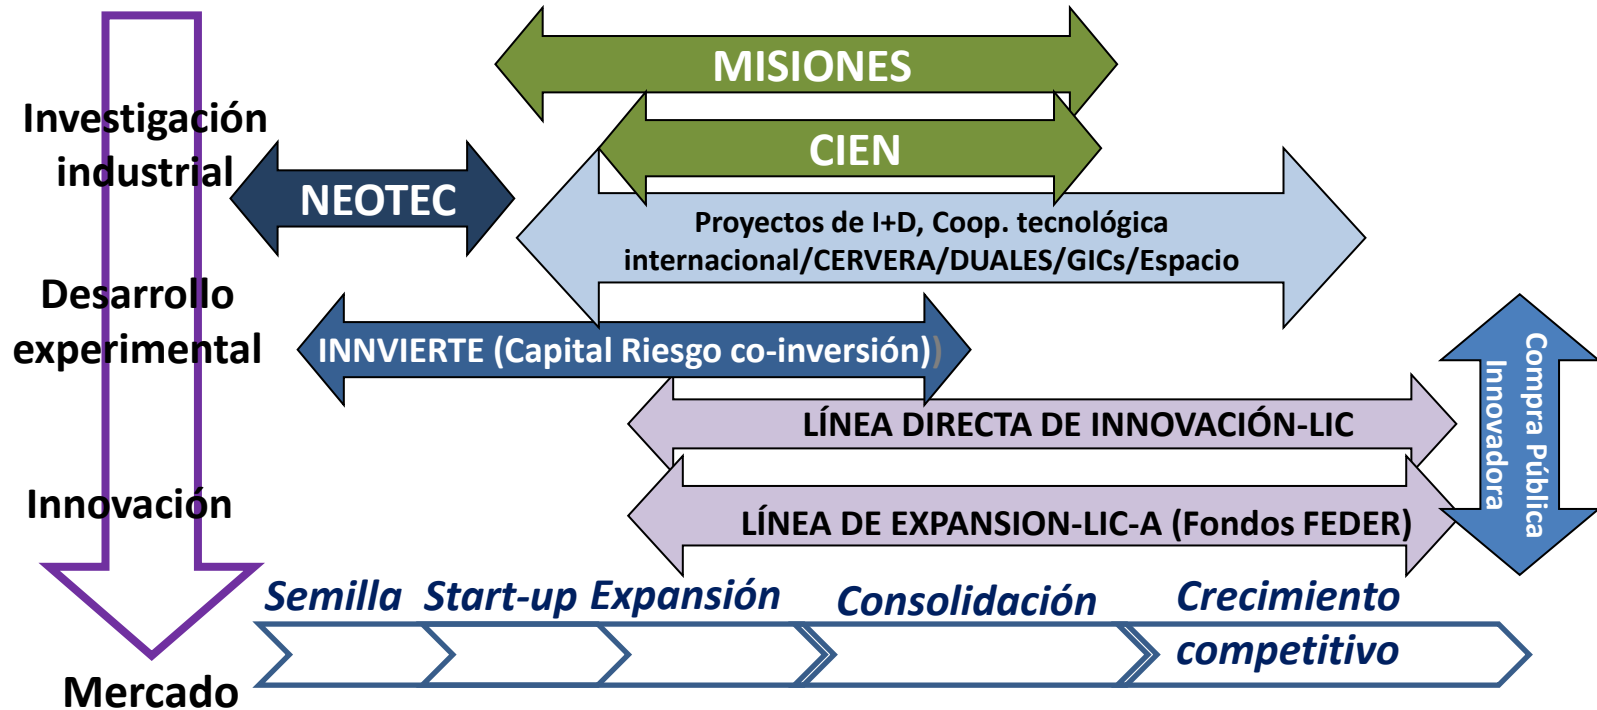 MISIONES
Investigación
industrial
CIEN
NEOTEC
Proyectos de I+D, Coop. tecnológica
internacional/CERVERA/DUALES/GICs/Espacio
Desarrollo
experimental
INNVIERTE (Capital Riesgo co-inversión))
LÍNEA DIRECTA DE INNOVACIÓN-LIC
Compra Pública
Innovadora
Innovación
LÍNEA DE EXPANSION-LIC-A (Fondos FEDER)
Semilla
Start-up
Expansión
Consolidación
Crecimiento
competitivo
Mercado